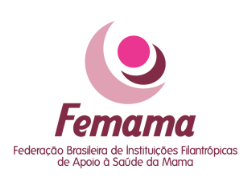 Femama
Federação Brasileira de Instituições Filantrópicas
de Apoio à Saúde da Mama